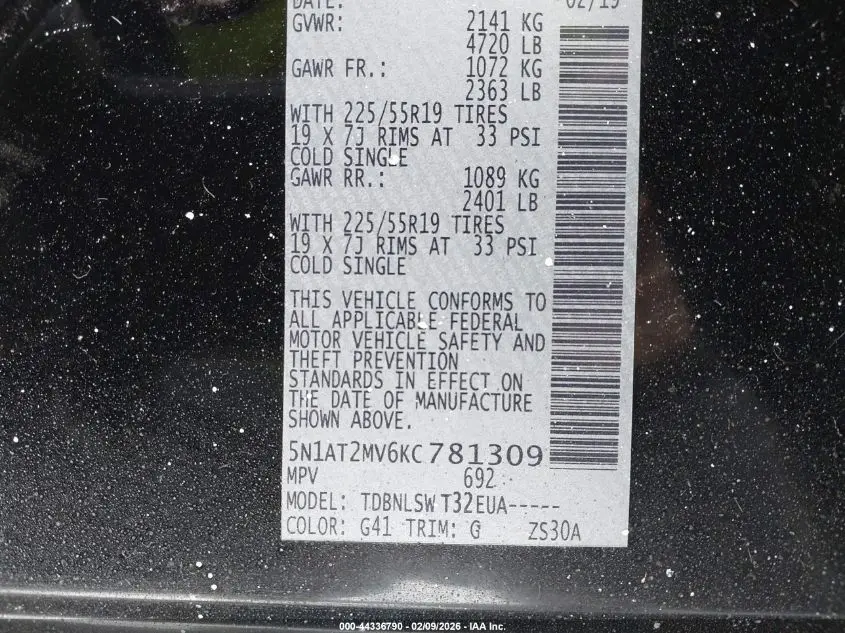 DATE: 02/19
GVWR: 2141 KG
4720 LB
GAWR FR.: 1072 KG
2363 LB
WITH 225/55R19 TIRES
19 X 7J RIMS AT 33 PSI
COLD SINGLE
GAWR RR.: 1089 KG
2401 LB
WITH 225/55R19 TIRES
19 X 7J RIMS AT 33 PSI
COLD SINGLE
THIS VEHICLE CONFORMS TO
ALL APPLICABLE FEDERAL
MOTOR VEHICLE SAFETY AND
THEFT PREVENTION
STANDARDS IN EFFECT ON
THE DATE OF MANUFACTURE
SHOWN ABOVE.
5N1AT2MV6KC781309
MPV 692
MODEL: TDBNLSWT32EUA-----
COLOR: G41 TRIM: G ZS30A
000-44336790 - 02/09/2026 - IAA Inc.